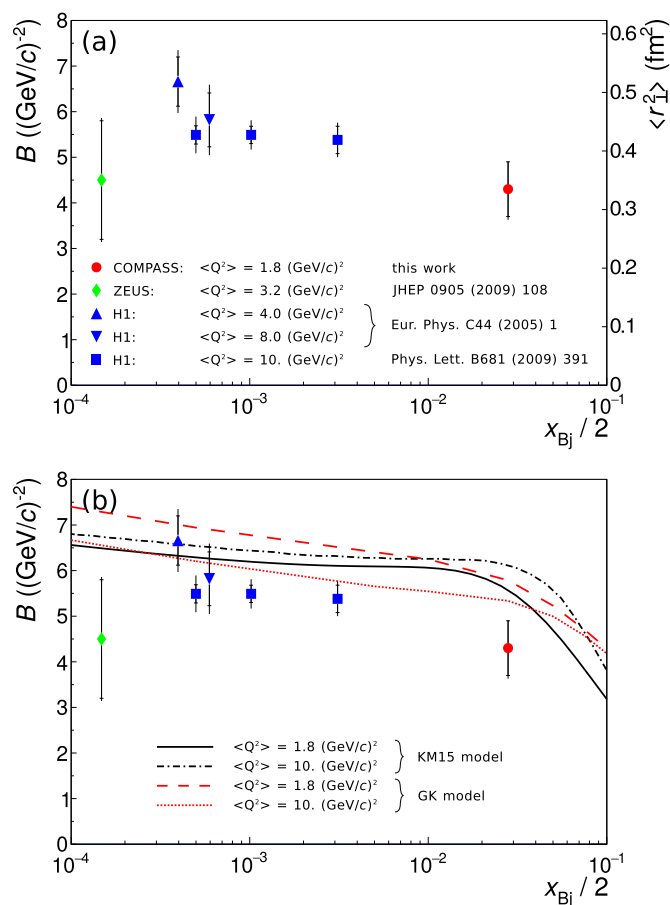 (a)
B ((GeV/c)⁻²)
<r²⊥> (fm²)
8
7
6
5
4
3
2
1
0
0.6
0.5
0.4
0.3
0.2
0.1
0
COMPASS: <Q²> = 1.8 (GeV/c)² this work
ZEUS: <Q²> = 3.2 (GeV/c)² JHEP 0905 (2009) 108
H1: <Q²> = 4.0 (GeV/c)²
Eur. Phys. C44 (2005) 1
H1: <Q²> = 8.0 (GeV/c)²
H1: <Q²> = 10. (GeV/c)² Phys. Lett. B681 (2009) 391
10⁻⁴ 10⁻³ 10⁻² 10⁻¹
x_Bj / 2
(b)
B ((GeV/c)⁻²)
8
7
6
5
4
3
2
1
0
<Q²> = 1.8 (GeV/c)²
KM15 model
<Q²> = 10. (GeV/c)²
<Q²> = 1.8 (GeV/c)²
GK model
<Q²> = 10. (GeV/c)²
10⁻⁴ 10⁻³ 10⁻² 10⁻¹
x_Bj / 2